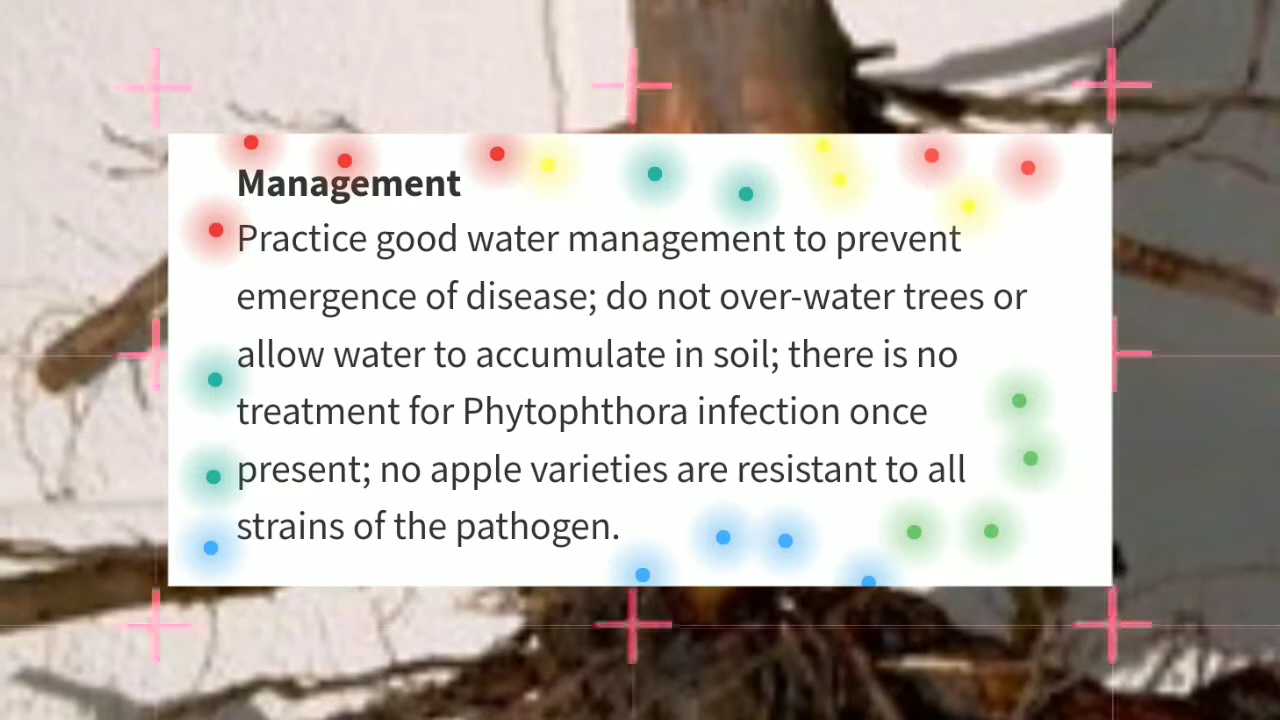 Management
Practice good water management to prevent
emergence of disease; do not over-water trees or
allow water to accumulate in soil; there is no
treatment for Phytophthora infection once
present; no apple varieties are resistant to all
strains of the pathogen.